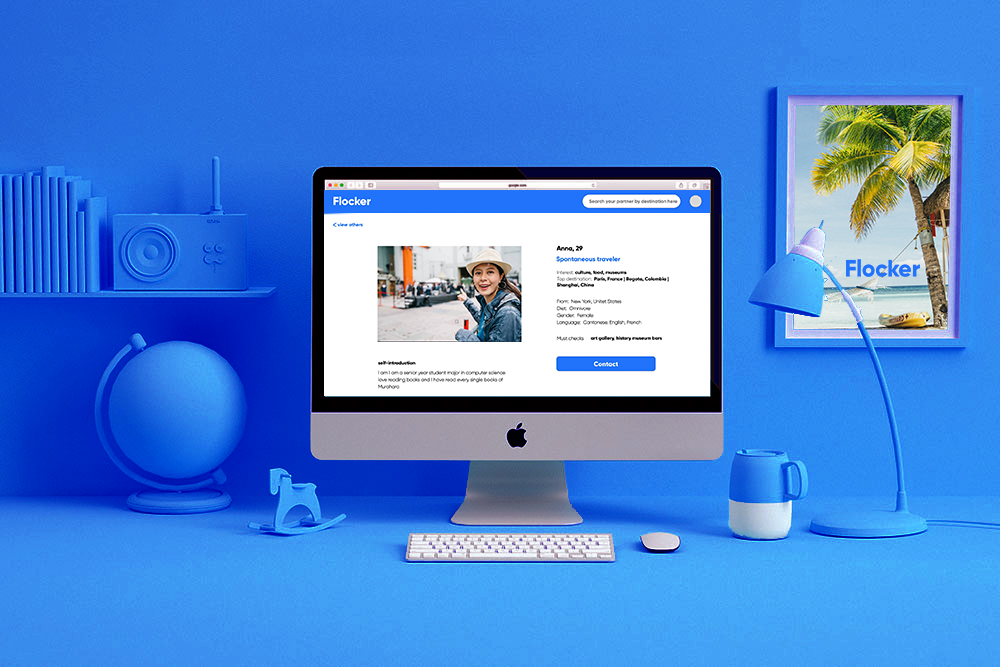 google.com
Flocker
Search your partner by destination here
< view others
Anna, 29
Spontaneous traveler
Interest: culture, food, museums
Top destination: Paris, France | Bogota, Colombia |
Shanghai, China
From: New York, Unitet States
Diet: Omnivore
Gender: Female
Language: Cantonese, English, French
Must checks: art gallery, history museum bars
Contact
self-introduction
I am I am a senior year student major in computer science
love reading books and I have read every single books of
Murahara
Flocker